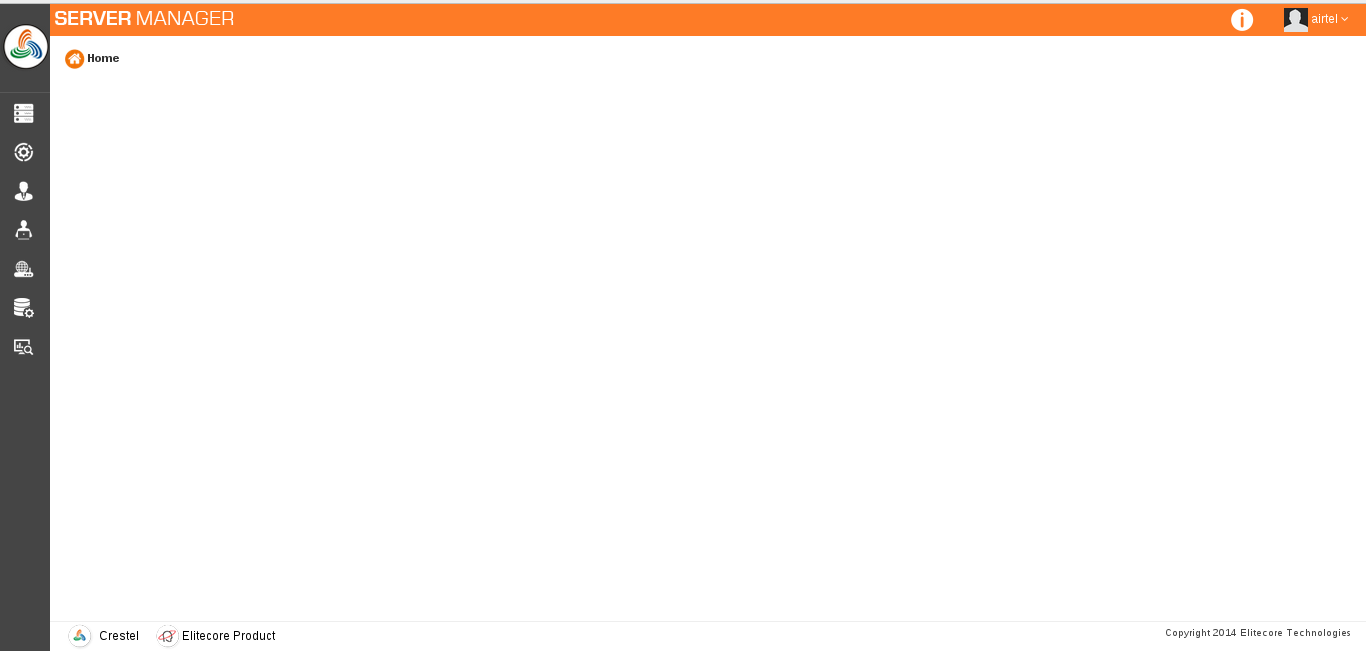 SERVER MANAGER
airtel
Home
Crestel
Elitecore Product
Copyright 2014 Elitecore Technologies